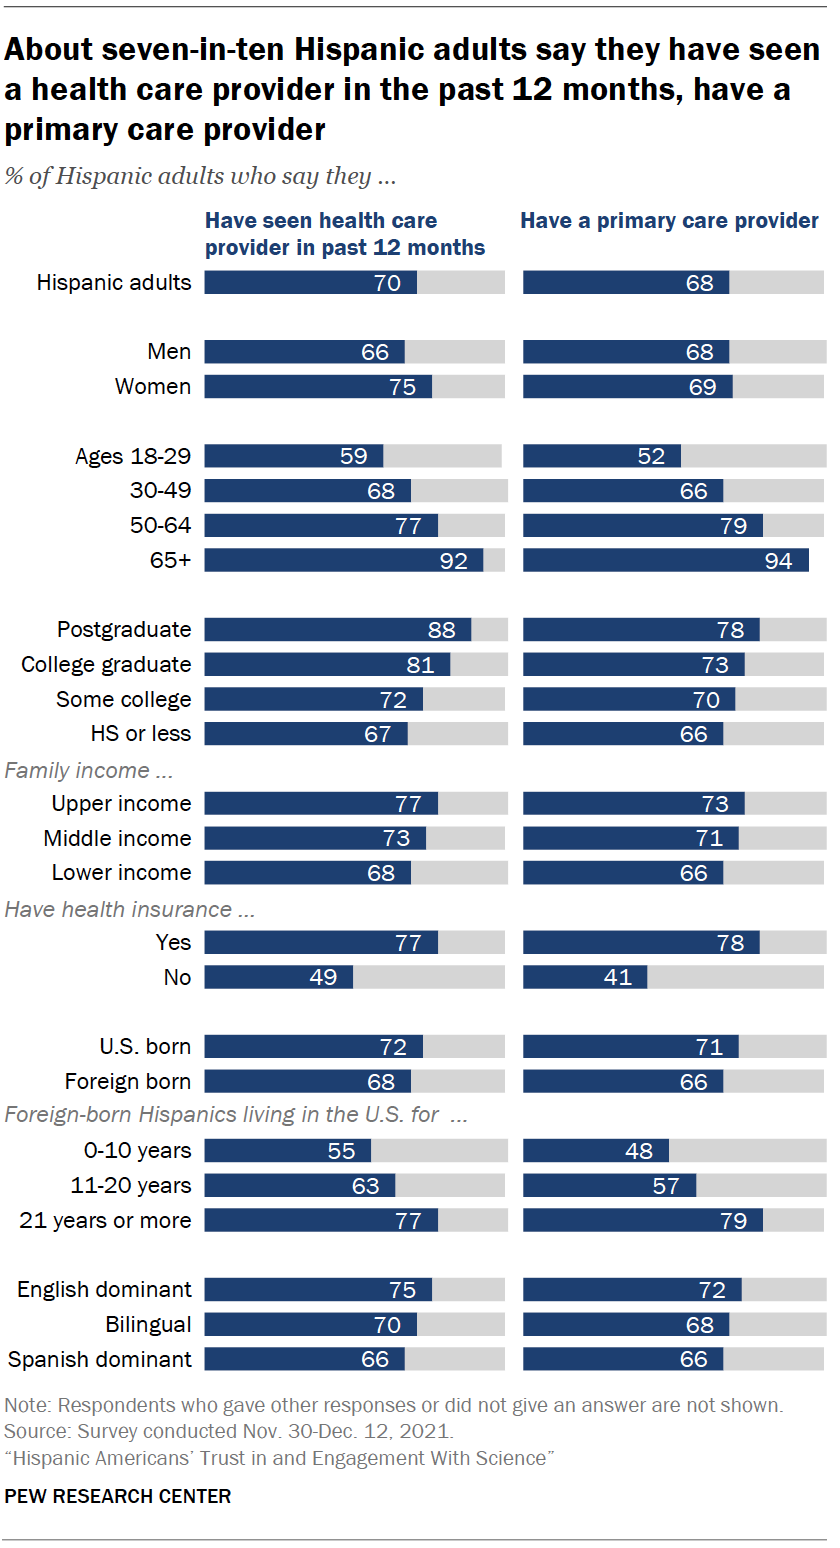 About seven-in-ten Hispanic adults say they have seen
a health care provider in the past 12 months, have a
primary care provider
% of Hispanic adults who say they ...
Have seen health care
provider in past 12 months
Have a primary care provider
Hispanic adults 70 68
Men 66 68
Women 75 69
Ages 18-29 59 52
30-49 68 66
50-64 77 79
65+ 92 94
Postgraduate 88 78
College graduate 81 73
Some college 72 70
HS or less 67 66
Family income ...
Upper income 77 73
Middle income 73 71
Lower income 68 66
Have health insurance ...
Yes 77 78
No 49 41
U.S. born 72 71
Foreign born 68 66
Foreign-born Hispanics living in the U.S. for ...
0-10 years 55 48
11-20 years 63 57
21 years or more 77 79
English dominant 75 72
Bilingual 70 68
Spanish dominant 66 66
Note: Respondents who gave other responses or did not give an answer are not shown.
Source: Survey conducted Nov. 30-Dec. 12, 2021.
“Hispanic Americans’ Trust in and Engagement With Science”
PEW RESEARCH CENTER